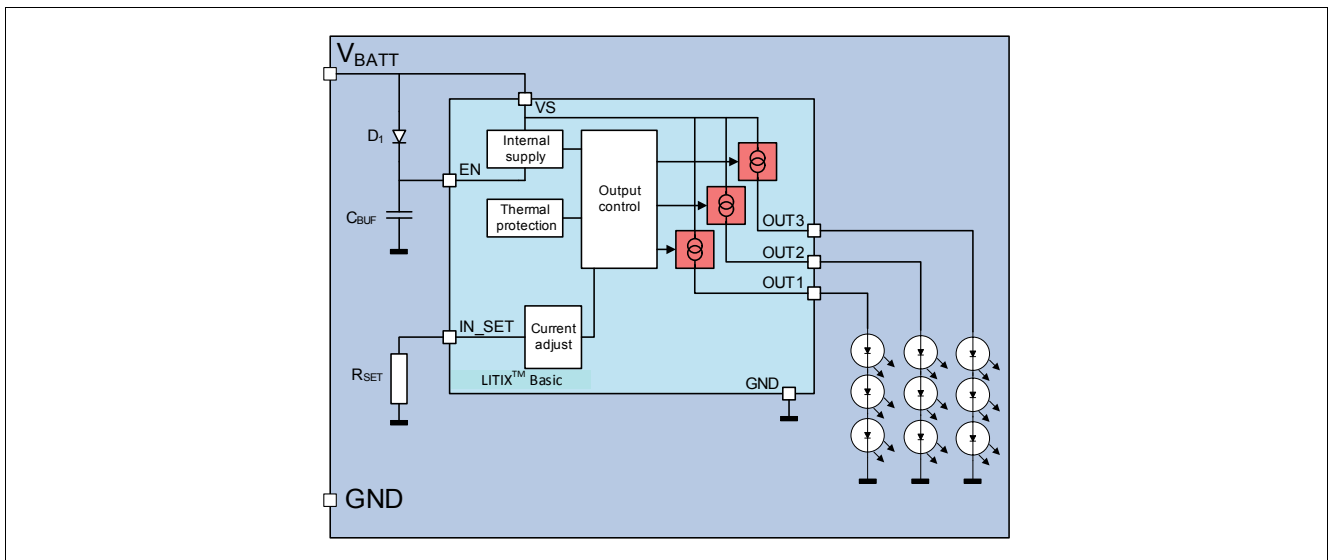 VBATT
VS
D1
Internal
supply
EN
Output
control
CBUF
Thermal
protection
OUT3
OUT2
OUT1
IN_SET
Current
adjust
RSET
LITIX™ Basic
GND
GND